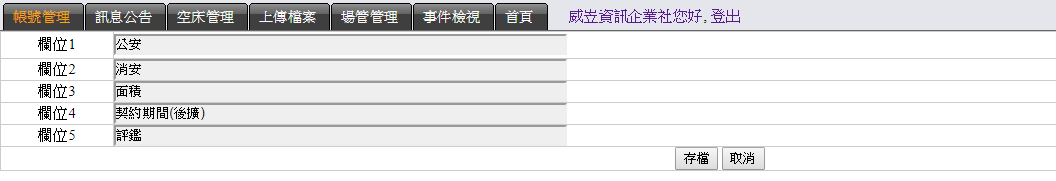 帳號管理 訊息公告 空床管理 上傳檔案 場管管理 事件檢視 首頁 威岦資訊企業社您好, 登出
欄位1 公安
欄位2 消安
欄位3 面積
欄位4 契約期間(後擴)
欄位5 評鑑
存檔 取消